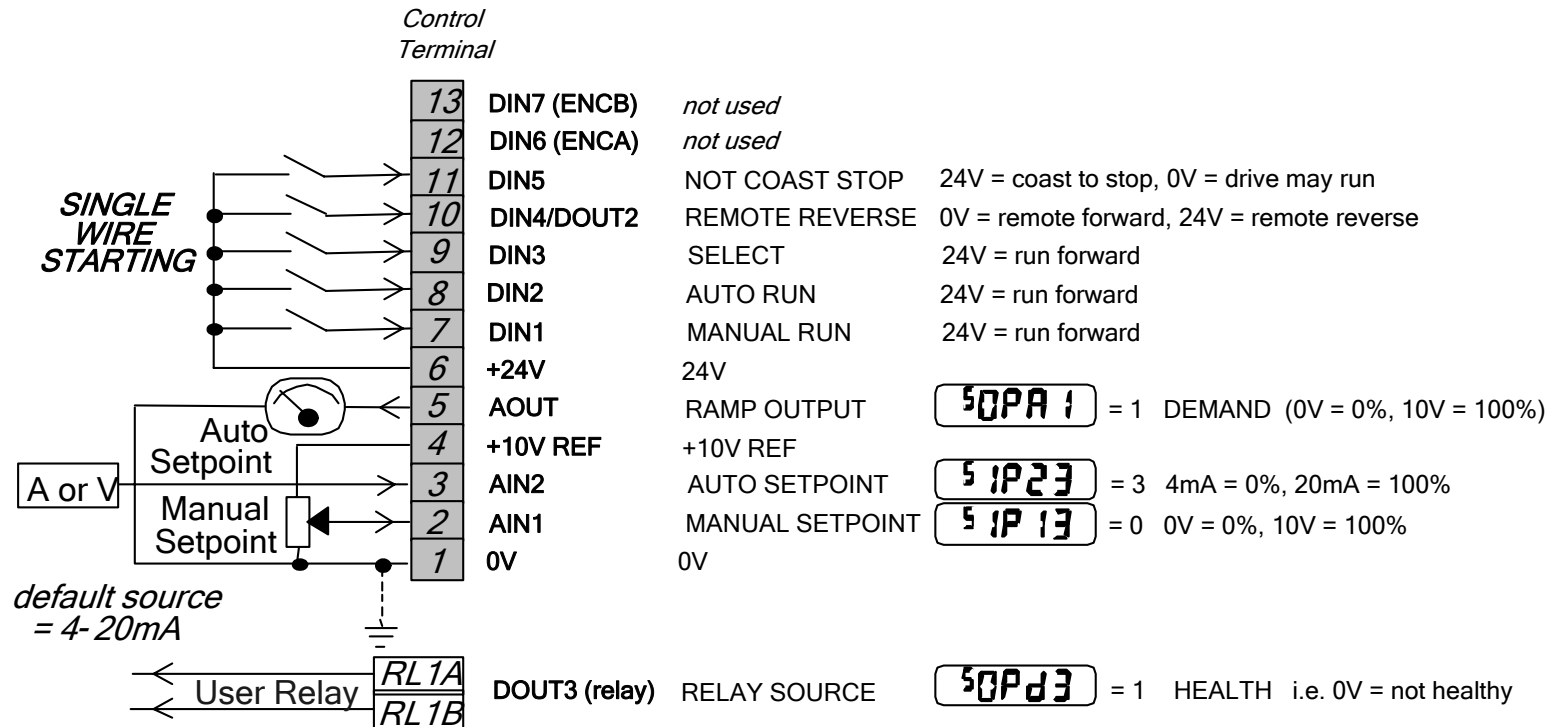 Control
Terminal
13 DIN7 (ENCB) not used
12 DIN6 (ENCA) not used
11 DIN5 NOT COAST STOP 24V = coast to stop, 0V = drive may run
SINGLE
WIRE
STARTING
10 DIN4/DOUT2 REMOTE REVERSE 0V = remote forward, 24V = remote reverse
9 DIN3 SELECT 24V = run forward
8 DIN2 AUTO RUN 24V = run forward
7 DIN1 MANUAL RUN 24V = run forward
6 +24V 24V
5 AOUT RAMP OUTPUT SOPA1 = 1 DEMAND (0V = 0%, 10V = 100%)
Auto
Setpoint
4 +10V REF +10V REF
A or V
3 AIN2 AUTO SETPOINT SIP23 = 3 4mA = 0%, 20mA = 100%
Manual
Setpoint
2 AIN1 MANUAL SETPOINT SIP13 = 0 0V = 0%, 10V = 100%
1 0V 0V
default source
= 4-20mA
User Relay
RL1A
RL1B
DOUT3 (relay) RELAY SOURCE SOPd3 = 1 HEALTH i.e. 0V = not healthy